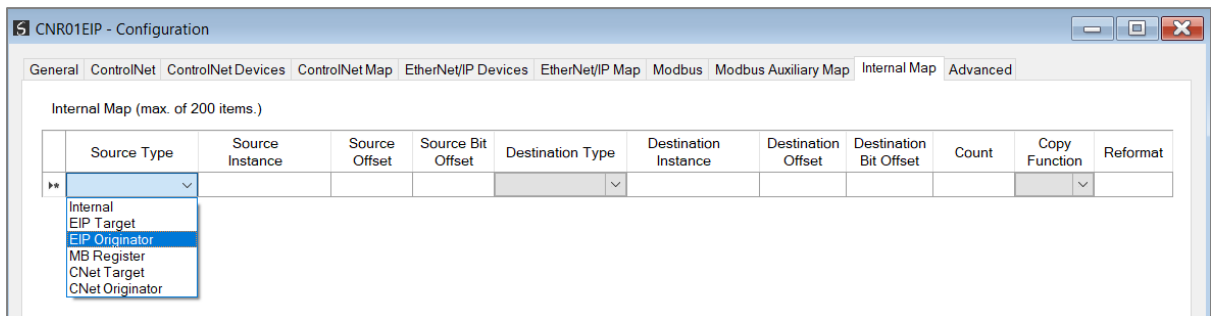 CNR01EIP - Configuration
General ControlNet ControlNet Devices ControlNet Map EtherNet/IP Devices EtherNet/IP Map Modbus Modbus Auxiliary Map Internal Map Advanced
Internal Map (max. of 200 items.)
Source Type Source Instance Source Offset Source Bit Offset Destination Type Destination Instance Destination Offset Destination Bit Offset Count Copy Function Reformat
Internal
EIP Target
EIP Originator
MB Register
CNet Target
CNet Originator